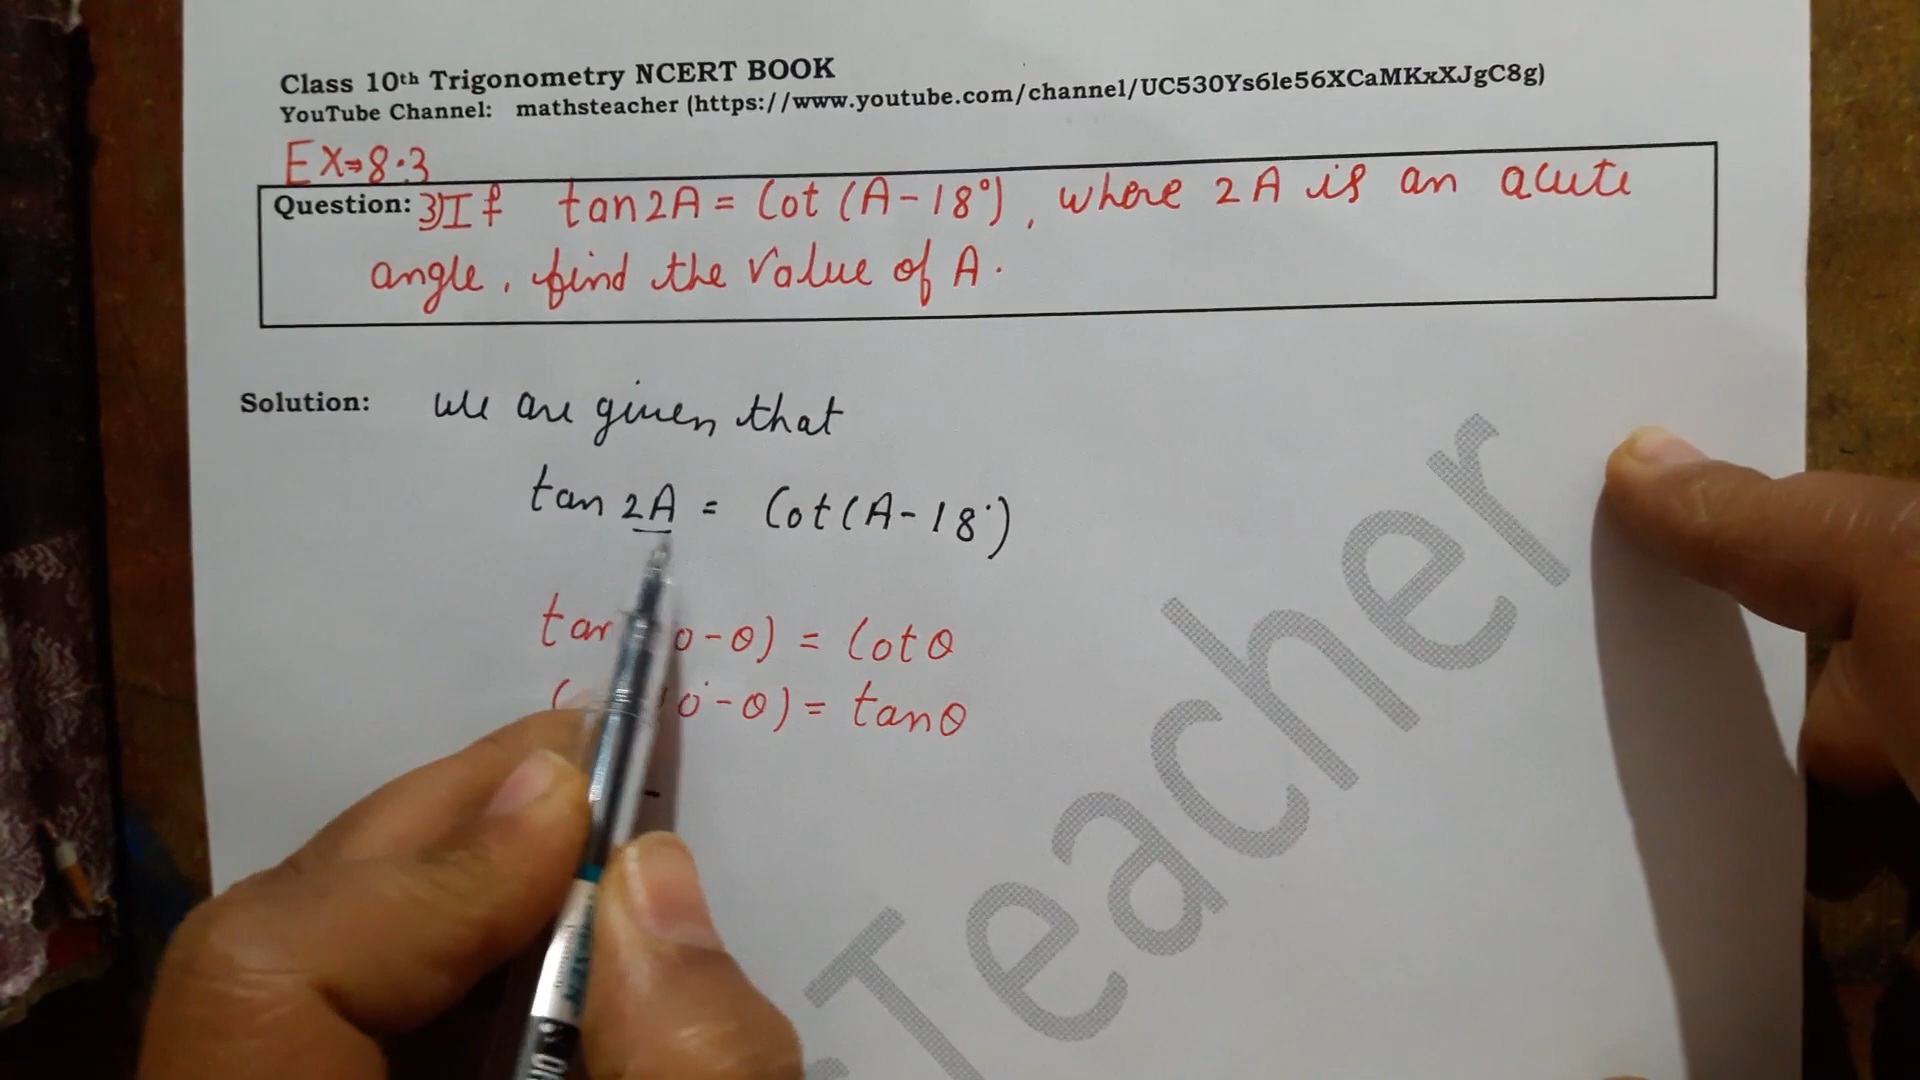 Class 10th Trigonometry NCERT BOOK
YouTube Channel: mathsteacher (https://www.youtube.com/channel/UC530Ys6le56XCaMKxXJgC8g)
EX⇒8.3
Question: 3) If tan2A = Cot (A-18°), where 2A is an acute
angle, find the value of A.
Solution: We are given that
tan 2A = Cot(A-18°)
tan 0-θ) = Cotθ
( 0°-θ) = tanθ
Teacher